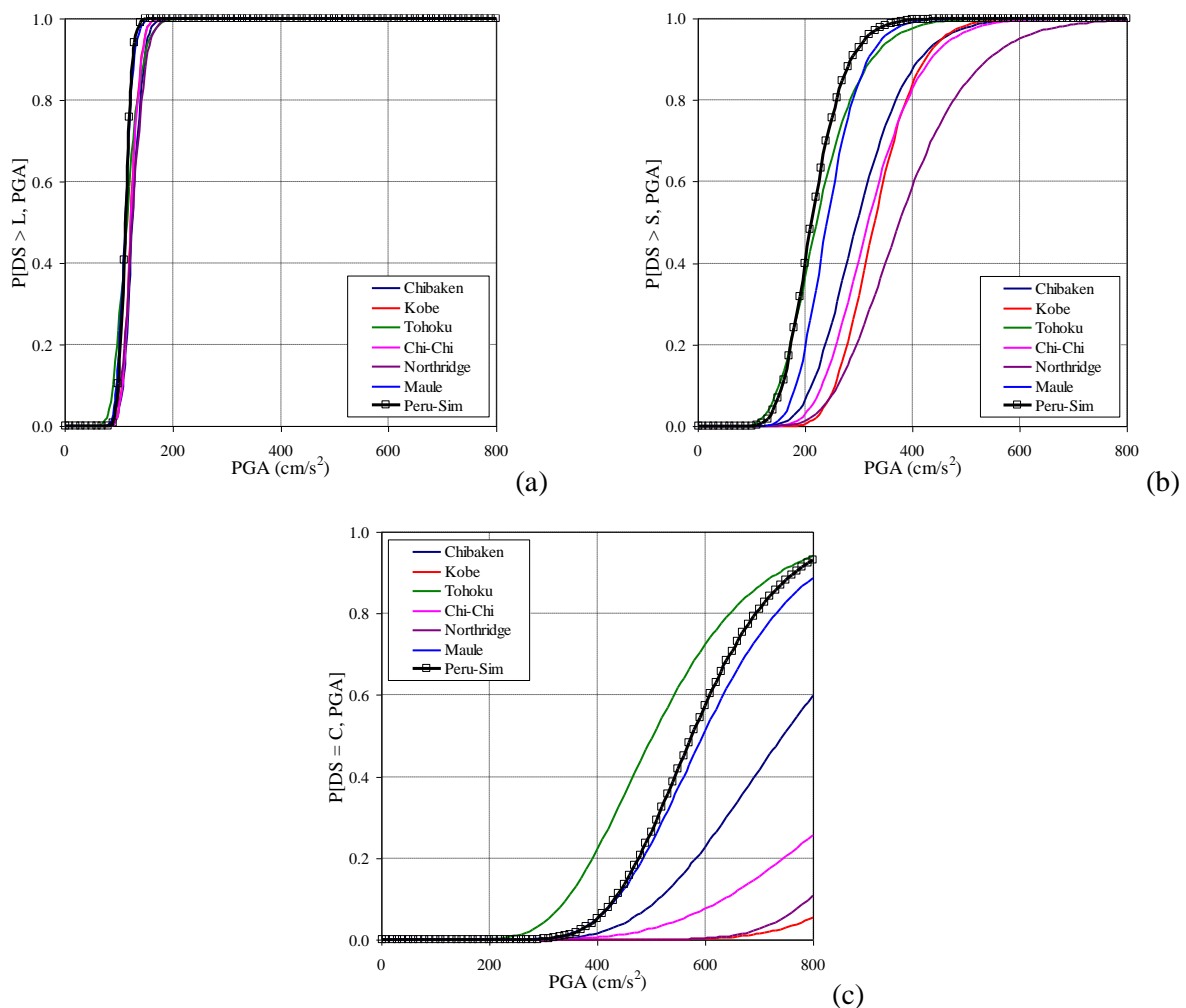 1.0
0.8
0.6
0.4
0.2
0.0
P[DS > L, PGA]
Chibaken
Kobe
Tohoku
Chi-Chi
Northridge
Maule
Peru-Sim
0 200 400 600 800
PGA (cm/s²)
(a)
1.0
0.8
0.6
0.4
0.2
0.0
P[DS > S, PGA]
Chibaken
Kobe
Tohoku
Chi-Chi
Northridge
Maule
Peru-Sim
0 200 400 600 800
PGA (cm/s²)
(b)
1.0
0.8
0.6
0.4
0.2
0.0
P[DS = C, PGA]
Chibaken
Kobe
Tohoku
Chi-Chi
Northridge
Maule
Peru-Sim
0 200 400 600 800
PGA (cm/s²)
(c)